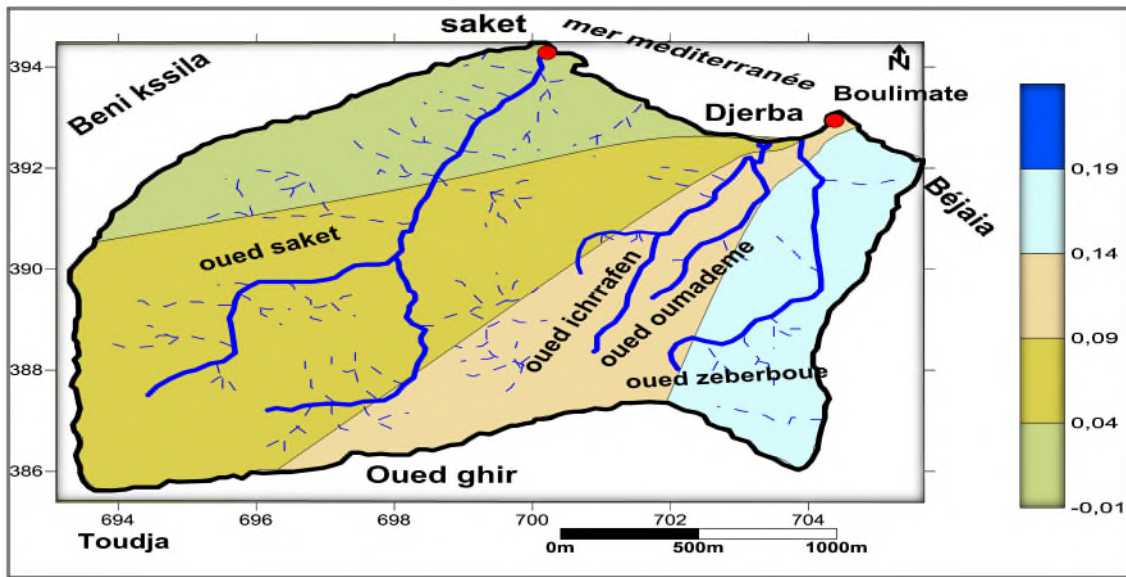 saket
mer méditerranée
N
Beni kssila
Djerba
Boulimate
Béjaia
394
392
390
388
386
oued saket
oued ichrrafen
oued oumademe
oued zeberboue
Oued ghir
694
696
698
700
702
704
Toudja
0m
500m
1000m
0,19
0,14
0,09
0,04
-0,01